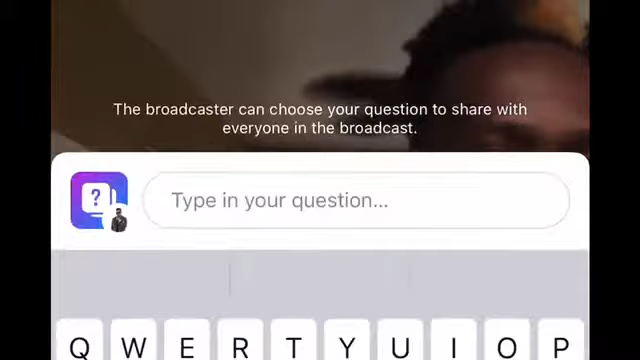 The broadcaster can choose your question to share with
everyone in the broadcast.
?
Type in your question...
Q W E R T Y U I O P